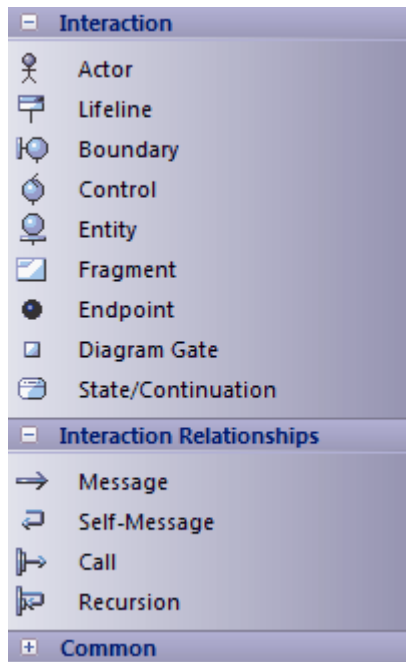 Interaction
Actor
Lifeline
Boundary
Control
Entity
Fragment
Endpoint
Diagram Gate
State/Continuation
Interaction Relationships
Message
Self-Message
Call
Recursion
Common